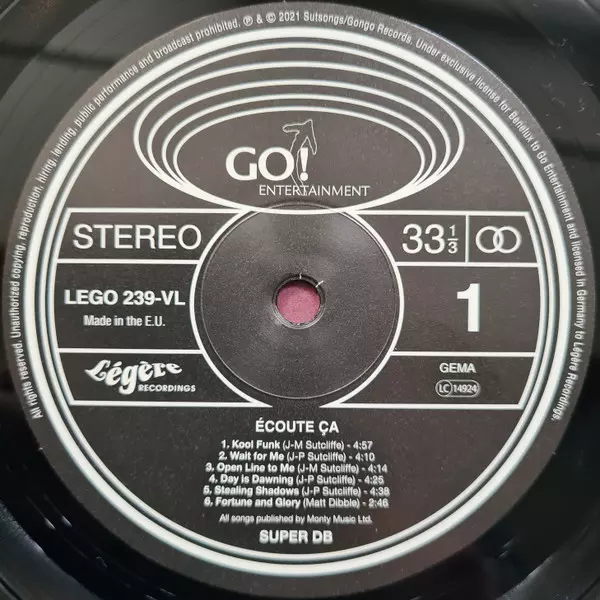 All rights reserved. Unauthorized copying, reproduction, hiring, lending, public performance and broadcast prohibited. ℗ & © 2021 Sutsongs/Gongo Records. Under exclusive license for Benelux to Go Entertainment and licensed in Germany to Légère Recordings.
GO!
ENTERTAINMENT
STEREO
33 1/3
LEGO 239-VL
Made in the E.U.
1
Légère
RECORDINGS
GEMA
LC 14924
ÉCOUTE ÇA
1. Kool Funk (J-M Sutcliffe) - 4:57
2. Wait for Me (J-P Sutcliffe) - 4:10
3. Open Line to Me (J-M Sutcliffe) - 4:14
4. Day is Dawning (J-P Sutcliffe) - 4:25
5. Stealing Shadows (J-P Sutcliffe) - 4:38
6. Fortune and Glory (Matt Dibble) - 2:46
All songs published by Monty Music Ltd.
SUPER DB